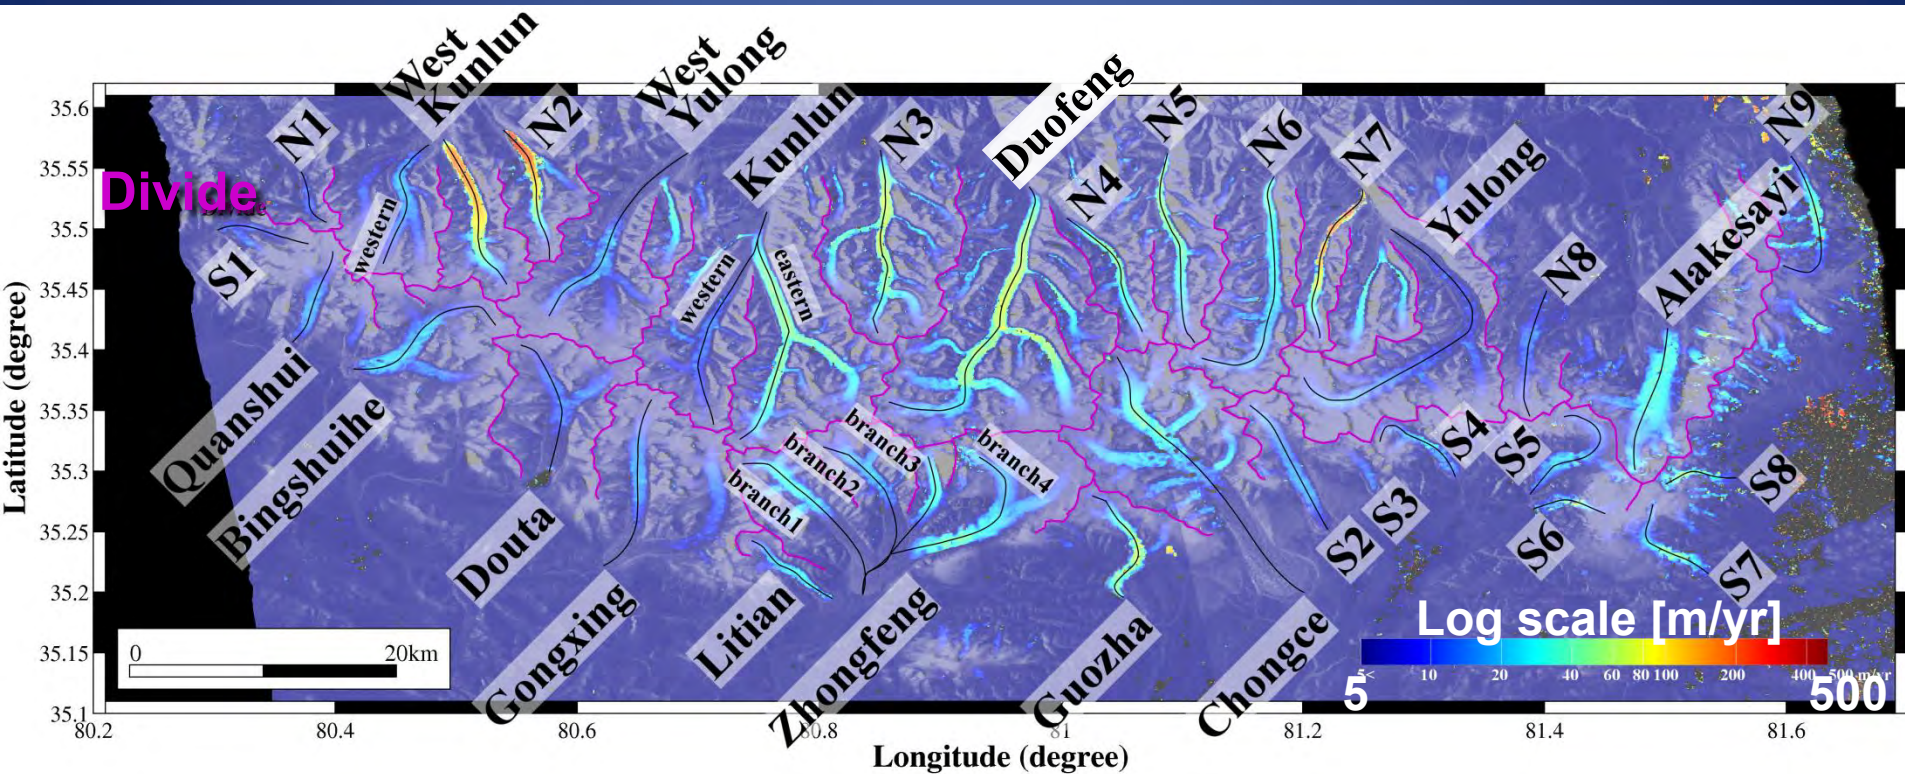 West
Kunlun
N1
N2
West
Yulong
Kunlun
N3
Duofeng
N4
N5
N6
N7
Yulong
N8
Alakesayi
N9
Divide
S1
western
western
eastern
Quanshui
Bingshuihe
Douta
Gongxing
branch1
branch2
branch3
branch4
Litian
Zhongfeng
Guozha
Chongce
S2
S3
S4
S5
S6
S7
S8
Latitude (degree)
35.6
35.55
35.5
35.45
35.4
35.35
35.3
35.25
35.2
35.15
35.1
0 20km
Log scale [m/yr]
5< 10 20 40 60 80 100 200 400 500 m/yr
5 500
80.2 80.4 80.6 80.8 81 81.2 81.4 81.6
Longitude (degree)